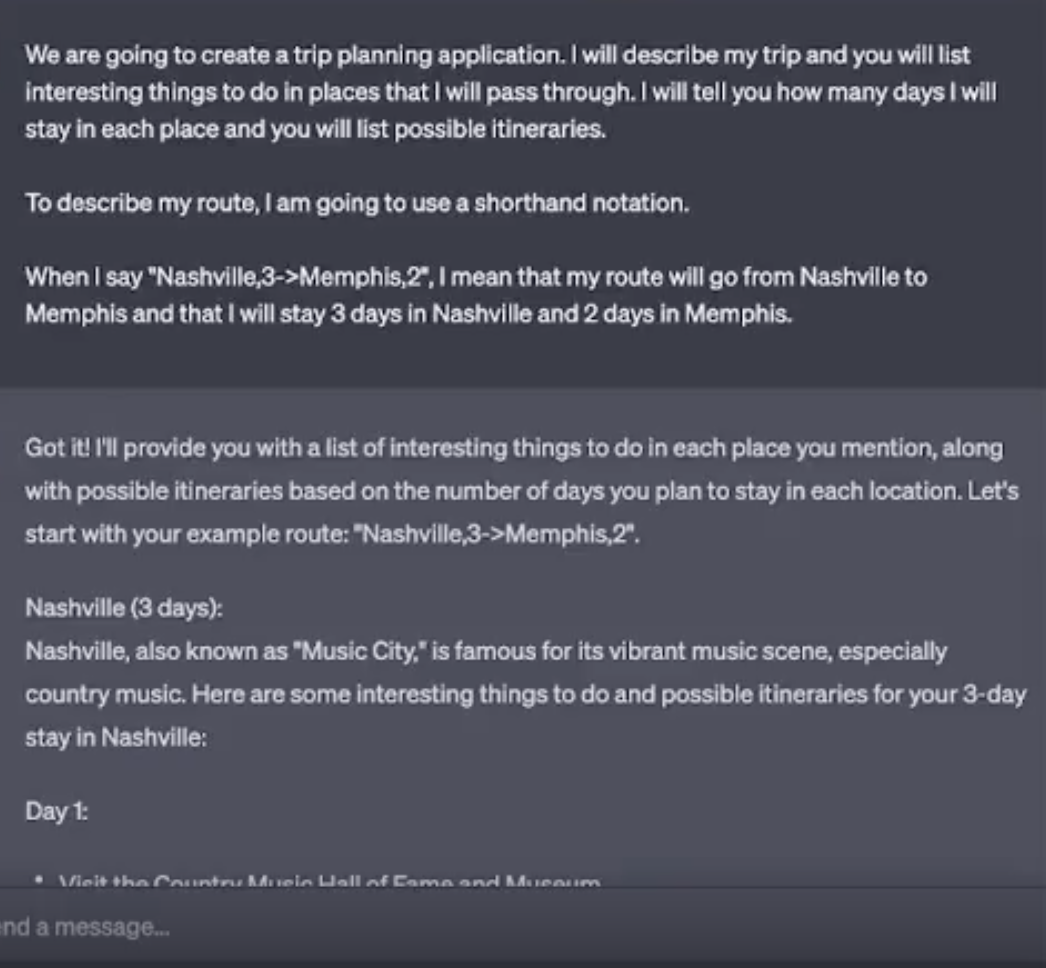 We are going to create a trip planning application. I will describe my trip and you will list
interesting things to do in places that I will pass through. I will tell you how many days I will
stay in each place and you will list possible itineraries.
To describe my route, I am going to use a shorthand notation.
When I say "Nashville,3->Memphis,2", I mean that my route will go from Nashville to
Memphis and that I will stay 3 days in Nashville and 2 days in Memphis.
Got it! I'll provide you with a list of interesting things to do in each place you mention, along
with possible itineraries based on the number of days you plan to stay in each location. Let's
start with your example route: "Nashville,3->Memphis,2".
Nashville (3 days):
Nashville, also known as "Music City," is famous for its vibrant music scene, especially
country music. Here are some interesting things to do and possible itineraries for your 3-day
stay in Nashville:
Day 1:
• Visit the Country Music Hall of Fame and Museum
nd a message...